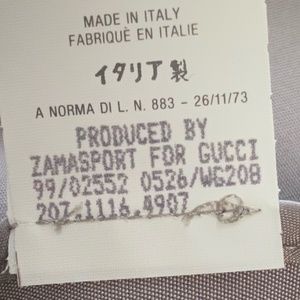 MADE IN ITALY
FABRIQUÈ EN ITALIE
イタリア製
A NORMA DI L. N. 883 - 26/11/73
PRODUCED BY
ZAMASPORT FOR GUCCI
99/02552 0526/WG208
207.1116.4907